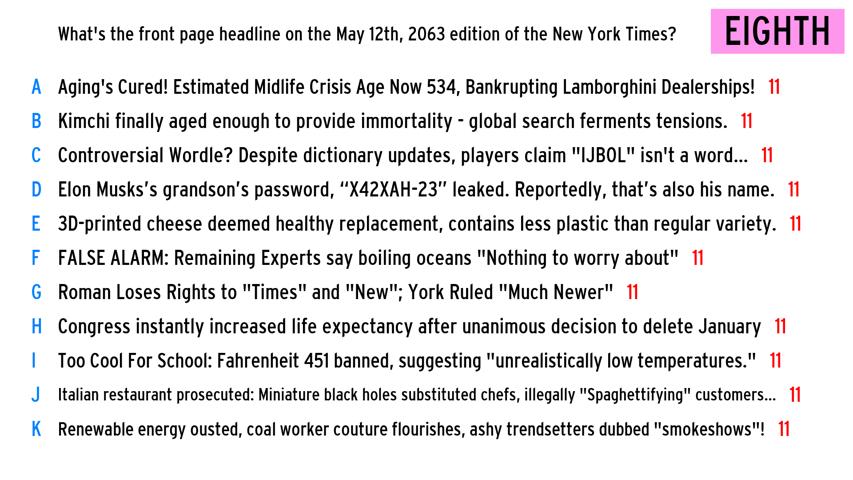 What's the front page headline on the May 12th, 2063 edition of the New York Times?
EIGHTH
A Aging's Cured! Estimated Midlife Crisis Age Now 534, Bankrupting Lamborghini Dealerships! 11
B Kimchi finally aged enough to provide immortality - global search ferments tensions. 11
C Controversial Wordle? Despite dictionary updates, players claim "IJBOL" isn't a word... 11
D Elon Musks’s grandson’s password, “X42XAH-23” leaked. Reportedly, that’s also his name. 11
E 3D-printed cheese deemed healthy replacement, contains less plastic than regular variety. 11
F FALSE ALARM: Remaining Experts say boiling oceans "Nothing to worry about" 11
G Roman Loses Rights to "Times" and "New"; York Ruled "Much Newer" 11
H Congress instantly increased life expectancy after unanimous decision to delete January 11
I Too Cool For School: Fahrenheit 451 banned, suggesting "unrealistically low temperatures." 11
J Italian restaurant prosecuted: Miniature black holes substituted chefs, illegally "Spaghettifying" customers... 11
K Renewable energy ousted, coal worker couture flourishes, ashy trendsetters dubbed "smokeshows"! 11